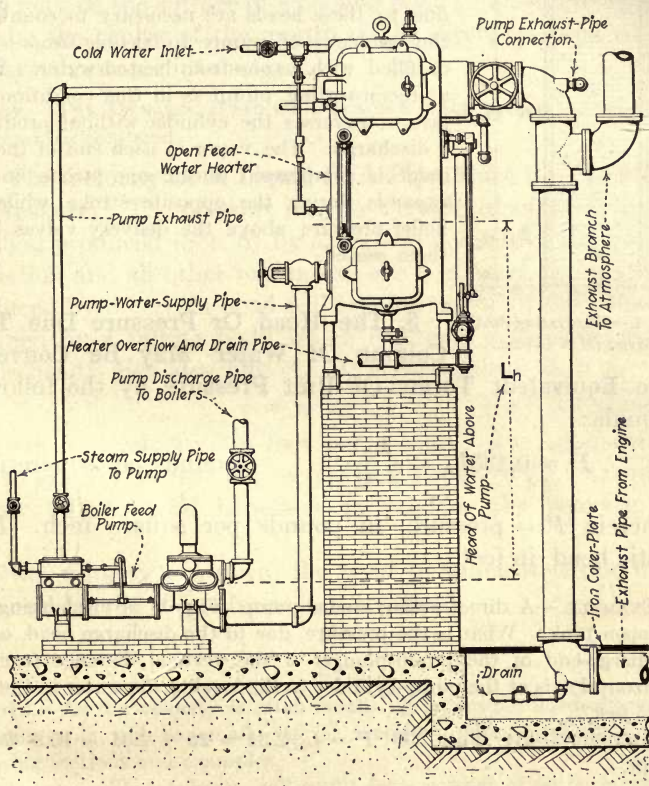 Pump Exhaust-Pipe
Connection
Cold Water Inlet
Open Feed-
Water Heater
Pump Exhaust Pipe
Exhaust Branch
To Atmosphere
Pump-Water-Supply Pipe
Heater Overflow And Drain Pipe
Pump Discharge Pipe
To Boilers
Lh
Head Of Water Above
Pump
Steam Supply Pipe
To Pump
Boiler Feed
Pump
Iron Cover-Plate
Exhaust Pipe From Engine
Drain